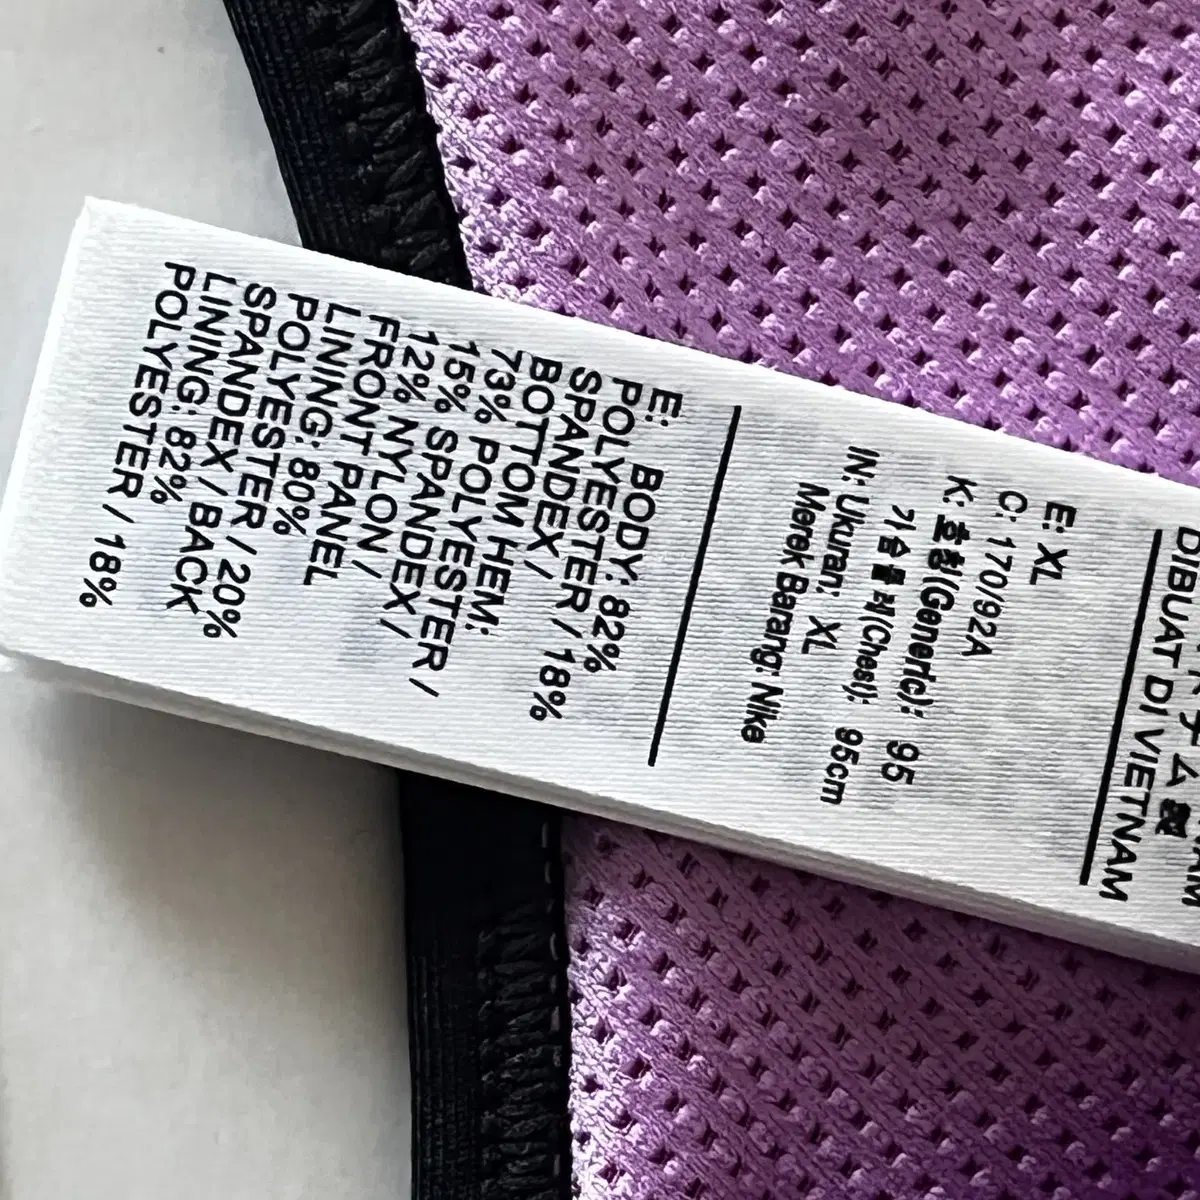 DIBUAT DI VIETNAM
E: XL
C: 170/92A
K: 호칭(Generic): 95
가슴둘레(Chest): 95cm
IN: Ukuran: XL
Merek Barang: Nike
E: BODY: 82%
POLYESTER / 18%
SPANDEX /
BOTTOM HEM:
73% POLYESTER /
15% SPANDEX /
12% NYLON /
FRONT PANEL
LINING: 80%
POLYESTER / 20%
SPANDEX / BACK
LINING: 82%
POLYESTER / 18%